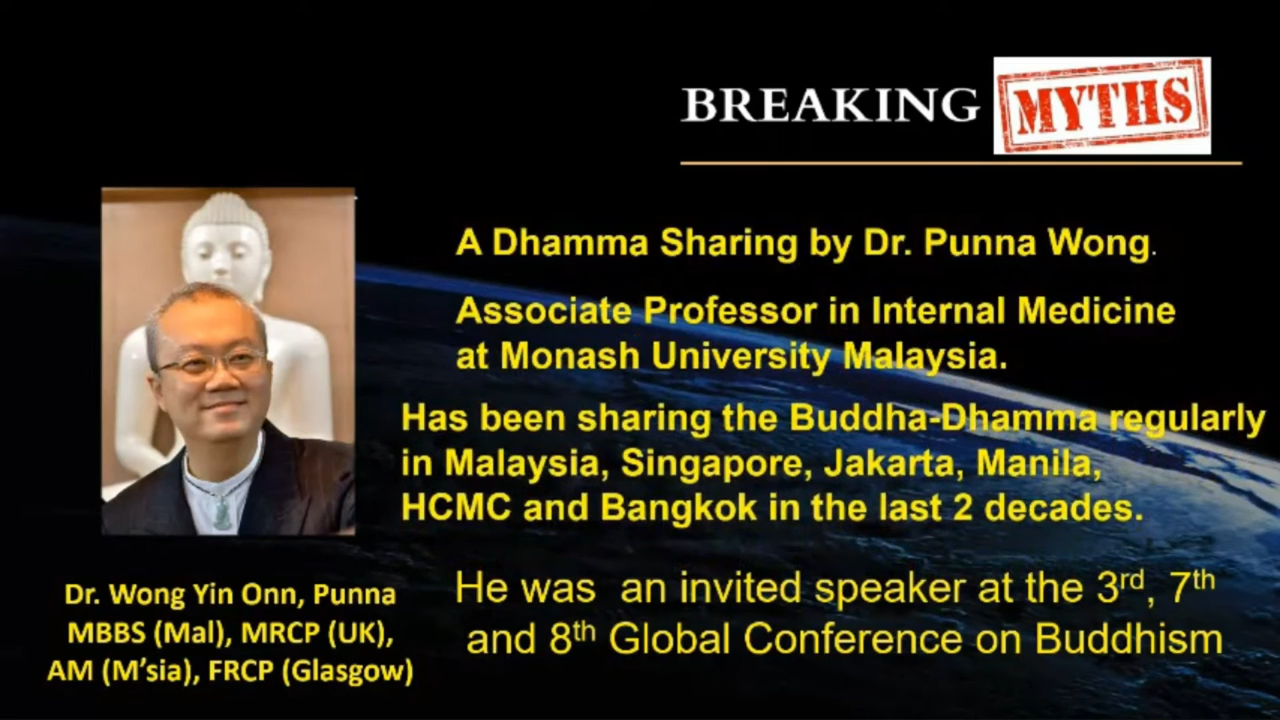 BREAKING MYTHS
A Dhamma Sharing by Dr. Punna Wong.
Associate Professor in Internal Medicine
at Monash University Malaysia.
Has been sharing the Buddha-Dhamma regularly
in Malaysia, Singapore, Jakarta, Manila,
HCMC and Bangkok in the last 2 decades.
He was an invited speaker at the 3rd, 7th
and 8th Global Conference on Buddhism
Dr. Wong Yin Onn, Punna
MBBS (Mal), MRCP (UK),
AM (M'sia), FRCP (Glasgow)